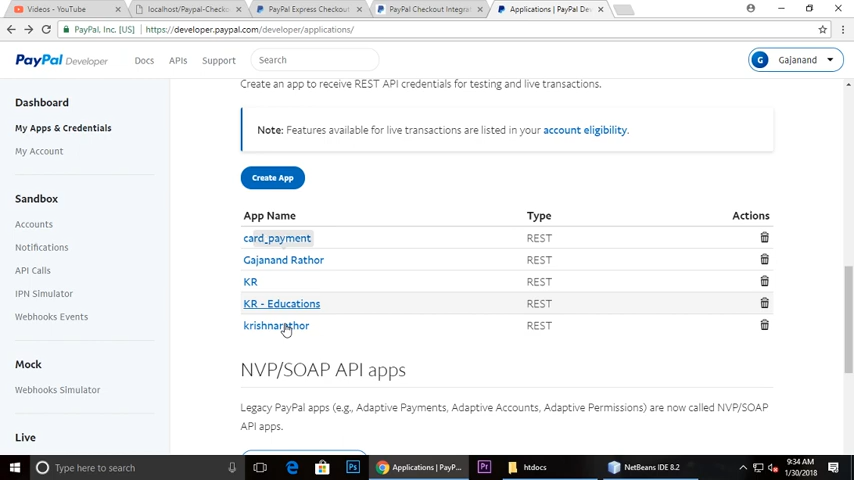 Videos - YouTube
localhost/Paypal-Checko
PayPal Express Checkout
PayPal Checkout Integrat
Applications | PayPal Dev
PayPal, Inc. [US]
https://developer.paypal.com/developer/applications/
PayPal Developer
Docs
APIs
Support
Search
G
Gajanand
Dashboard
My Apps & Credentials
My Account
Sandbox
Accounts
Notifications
API Calls
IPN Simulator
Webhooks Events
Mock
Webhooks Simulator
Live
Create an app to receive REST API credentials for testing and live transactions.
Note: Features available for live transactions are listed in your account eligibility.
Create App
App Name Type Actions
card_payment REST
Gajanand Rathor REST
KR REST
KR - Educations REST
krishnarathor REST
NVP/SOAP API apps
Legacy PayPal apps (e.g., Adaptive Payments, Adaptive Accounts, Adaptive Permissions) are now called NVP/SOAP
API apps.
Type here to search
Applications | PayP...
htdocs
NetBeans IDE 8.2
9:34 AM
1/30/2018